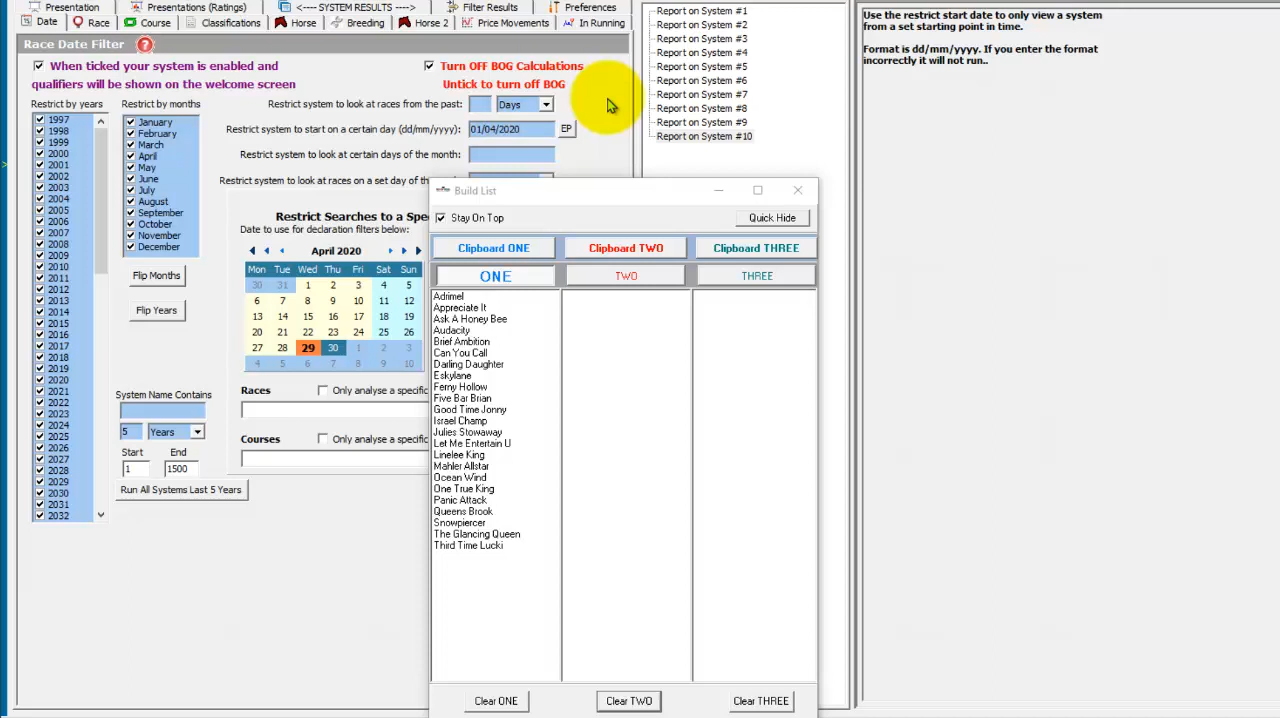 Presentation
Presentations (Ratings)
<---- SYSTEM RESULTS ---->
Filter Results
Preferences
Date
Race
Course
Classifications
Horse
Breeding
Horse 2
Price Movements
In Running
Race Date Filter
?
When ticked your system is enabled and
qualifiers will be shown on the welcome screen
Turn OFF BOG Calculations
Untick to turn off BOG
Restrict by years
Restrict by months
Restrict system to look at races from the past:
Days
Restrict system to start on a certain day (dd/mm/yyyy):
01/04/2020
EP
Restrict system to look at certain days of the month:
Restrict system to look at races on a set day of the
1997
1998
1999
2000
2001
2002
2003
2004
2005
2006
2007
2008
2009
2010
2011
2012
2013
2014
2015
2016
2017
2018
2019
2020
2021
2022
2023
2024
2025
2026
2027
2028
2029
2030
2031
2032
January
February
March
April
May
June
July
August
September
October
November
December
Flip Months
Flip Years
System Name Contains
5
Years
Start
End
1
1500
Run All Systems Last 5 Years
Restrict Searches to a Spe
Date to use for declaration filters below:
April 2020
Mon Tue Wed Thu Fri Sat Sun
30 31 1 2 3 4 5
6 7 8 9 10 11 12
13 14 15 16 17 18 19
20 21 22 23 24 25 26
27 28 29 30 1 2 3
4 5 6 7 8 9 10
Races
Only analyse a specific
Courses
Only analyse a specific
Build List
Stay On Top
Quick Hide
Clipboard ONE
Clipboard TWO
Clipboard THREE
ONE
TWO
THREE
Adrimel
Appreciate It
Ask A Honey Bee
Audacity
Brief Ambition
Can You Call
Darling Daughter
Eskylane
Ferny Hollow
Five Bar Brian
Good Time Jonny
Israel Champ
Julies Stowaway
Let Me Entertain U
Linelee King
Mahler Allstar
Ocean Wind
One True King
Panic Attack
Queens Brook
Snowpiercer
The Glancing Queen
Third Time Lucki
Clear ONE
Clear TWO
Clear THREE
Report on System #1
Report on System #2
Report on System #3
Report on System #4
Report on System #5
Report on System #6
Report on System #7
Report on System #8
Report on System #9
Report on System #10
Use the restrict start date to only view a system
from a set starting point in time.
Format is dd/mm/yyyy. If you enter the format
incorrectly it will not run..